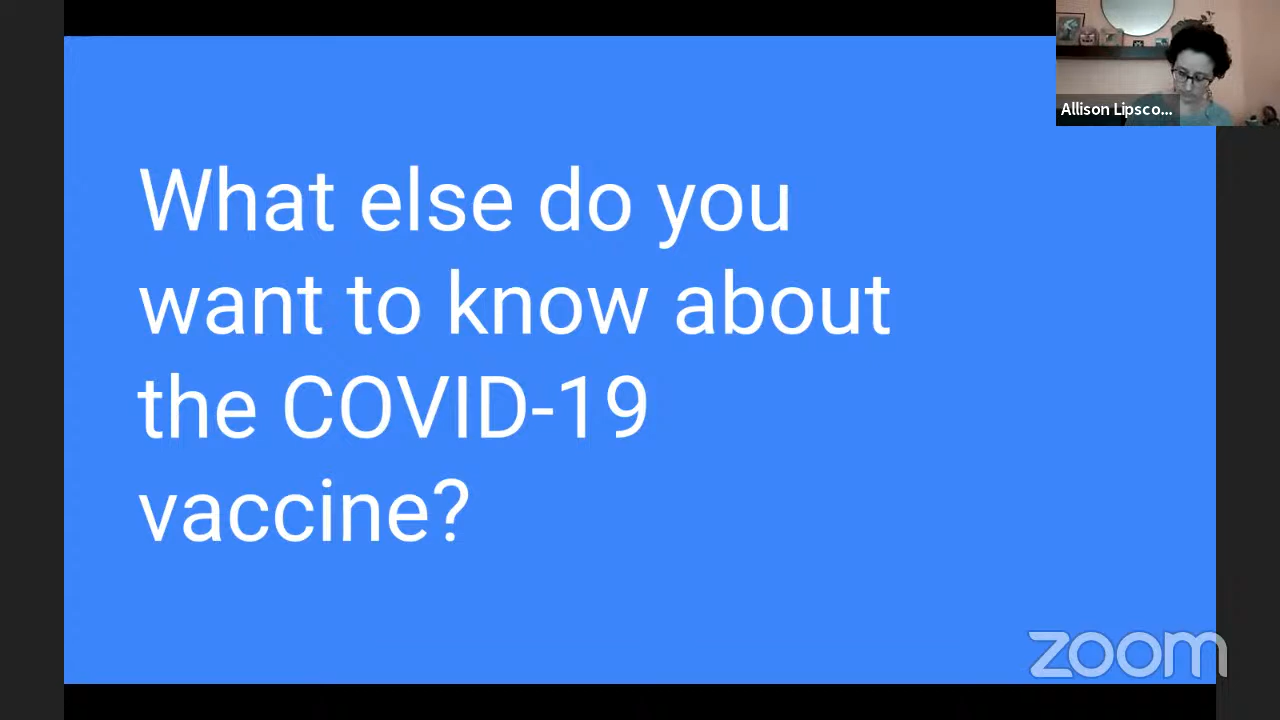 Allison Lipsco...
What else do you
want to know about
the COVID-19
vaccine?
zoom